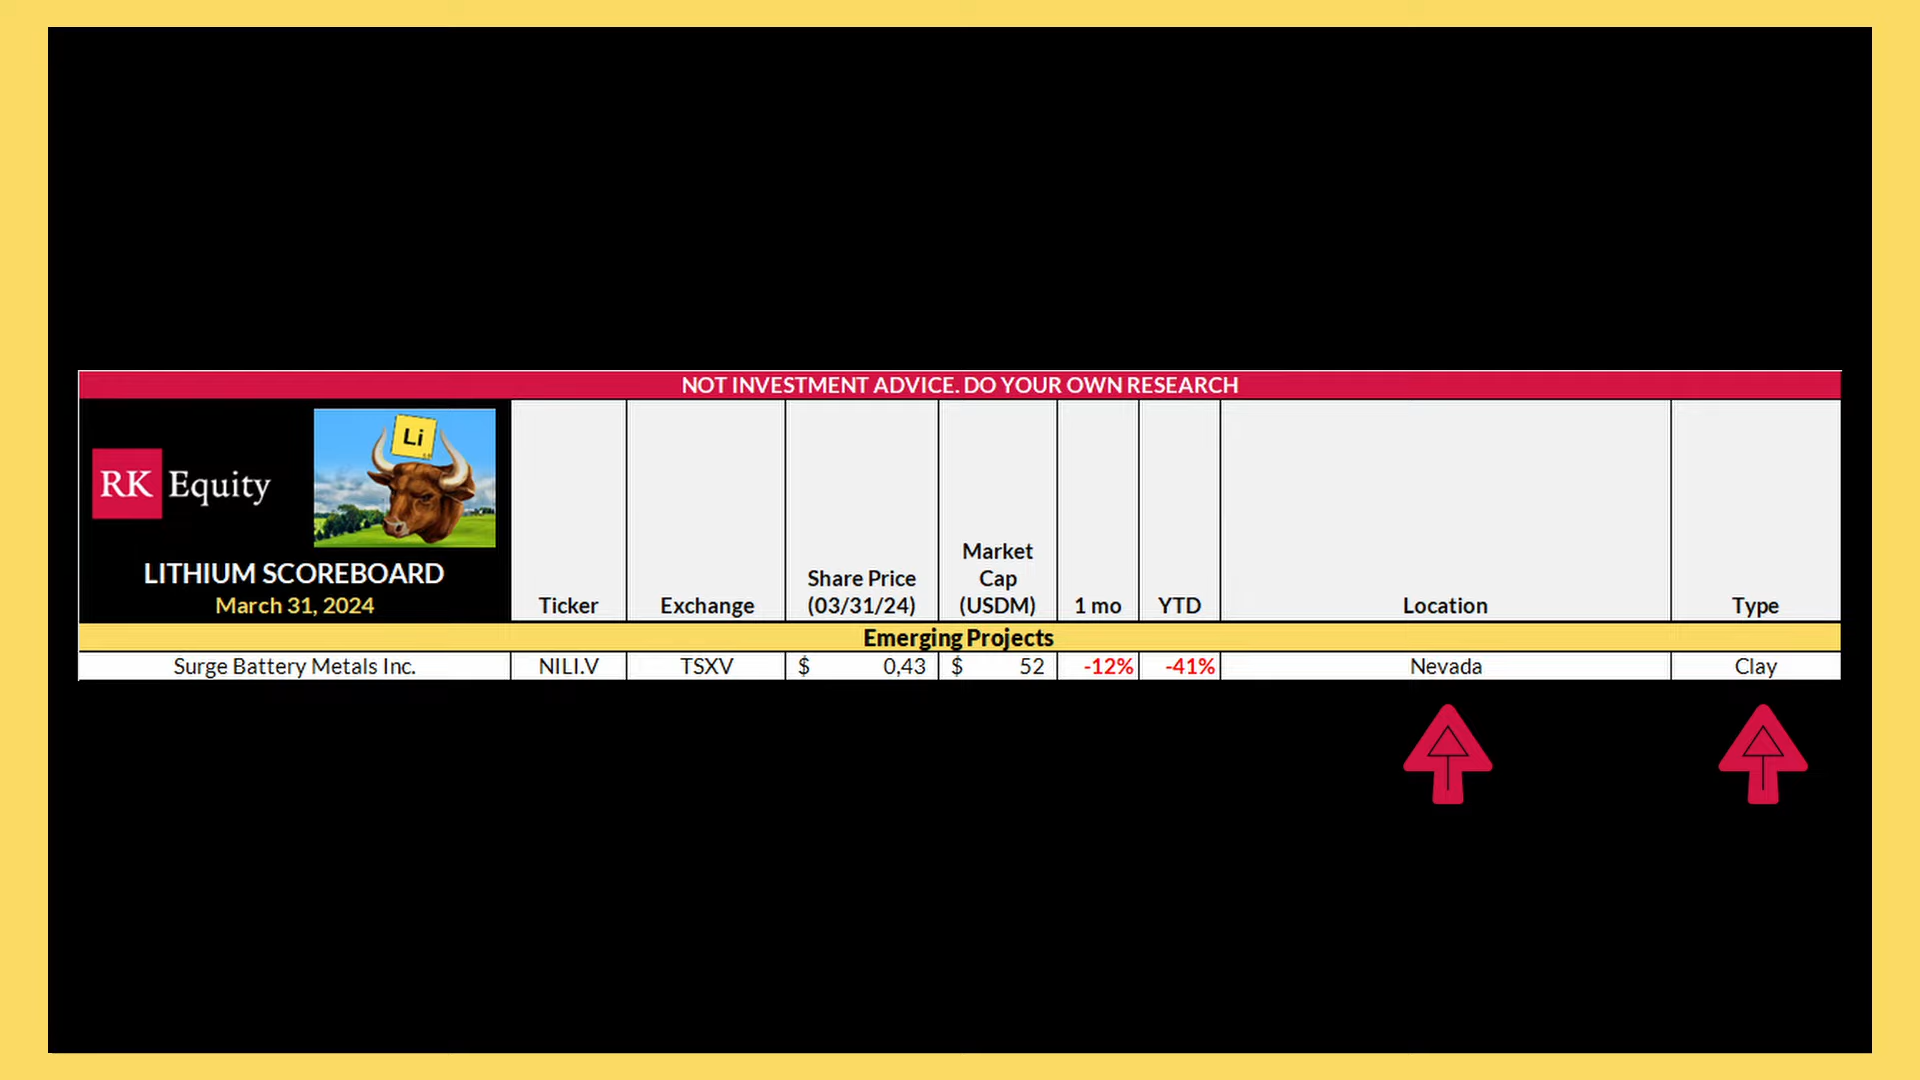 NOT INVESTMENT ADVICE. DO YOUR OWN RESEARCH
Li
RK Equity
LITHIUM SCOREBOARD
March 31, 2024
Ticker
Exchange
Share Price
(03/31/24)
Market
Cap
(USDM)
1 mo
YTD
Location
Type
Emerging Projects
Surge Battery Metals Inc. NILI.V TSXV $ 0,43 $ 52 -12% -41% Nevada Clay